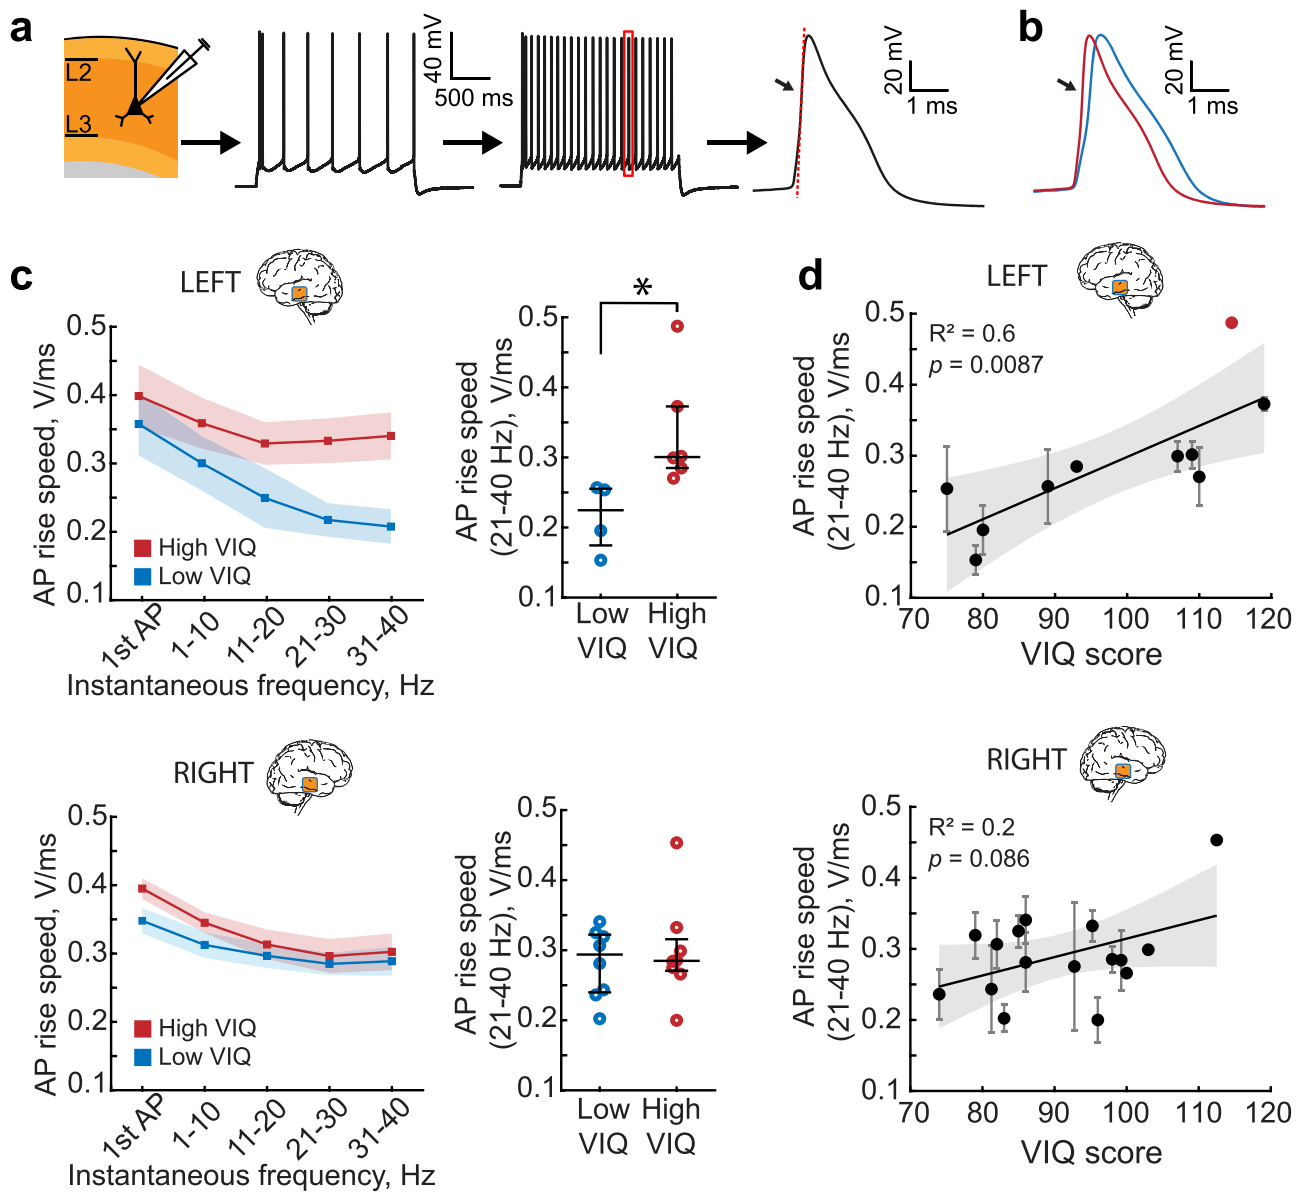 a
L2
L3
40 mV
500 ms
20 mV
1 ms
b
20 mV
1 ms
c
LEFT
0.5
0.4
0.3
0.2
0.1
AP rise speed, V/ms
High VIQ
Low VIQ
1st AP
1-10
11-20
21-30
31-40
Instantaneous frequency, Hz
*
0.5
0.4
0.3
0.2
0.1
AP rise speed
(21-40 Hz), V/ms
Low
VIQ
High
VIQ
d
LEFT
R² = 0.6
p = 0.0087
0.5
0.4
0.3
0.2
0.1
AP rise speed
(21-40 Hz), V/ms
70 80 90 100 110 120
VIQ score
RIGHT
0.5
0.4
0.3
0.2
0.1
AP rise speed, V/ms
High VIQ
Low VIQ
1st AP
1-10
11-20
21-30
31-40
Instantaneous frequency, Hz
0.5
0.4
0.3
0.2
0.1
AP rise speed
(21-40 Hz), V/ms
Low
VIQ
High
VIQ
RIGHT
R² = 0.2
p = 0.086
0.5
0.4
0.3
0.2
0.1
AP rise speed
(21-40 Hz), V/ms
70 80 90 100 110 120
VIQ score